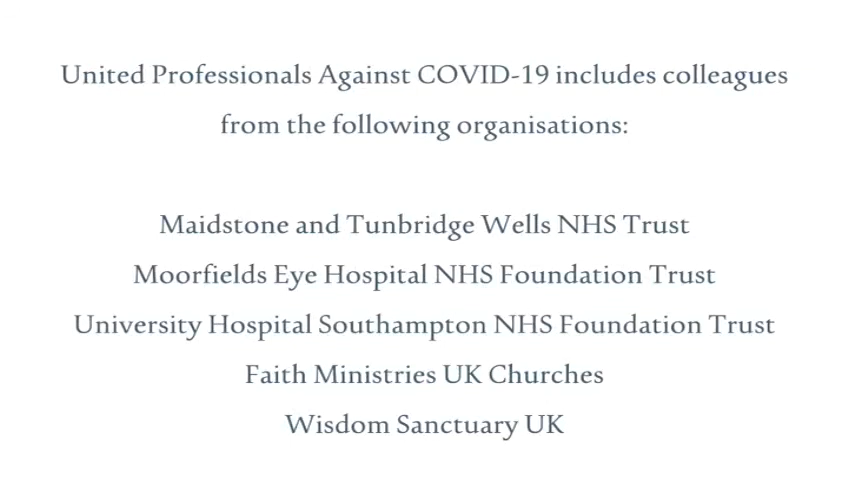 United Professionals Against COVID-19 includes colleagues
from the following organisations:
Maidstone and Tunbridge Wells NHS Trust
Moorfields Eye Hospital NHS Foundation Trust
University Hospital Southampton NHS Foundation Trust
Faith Ministries UK Churches
Wisdom Sanctuary UK